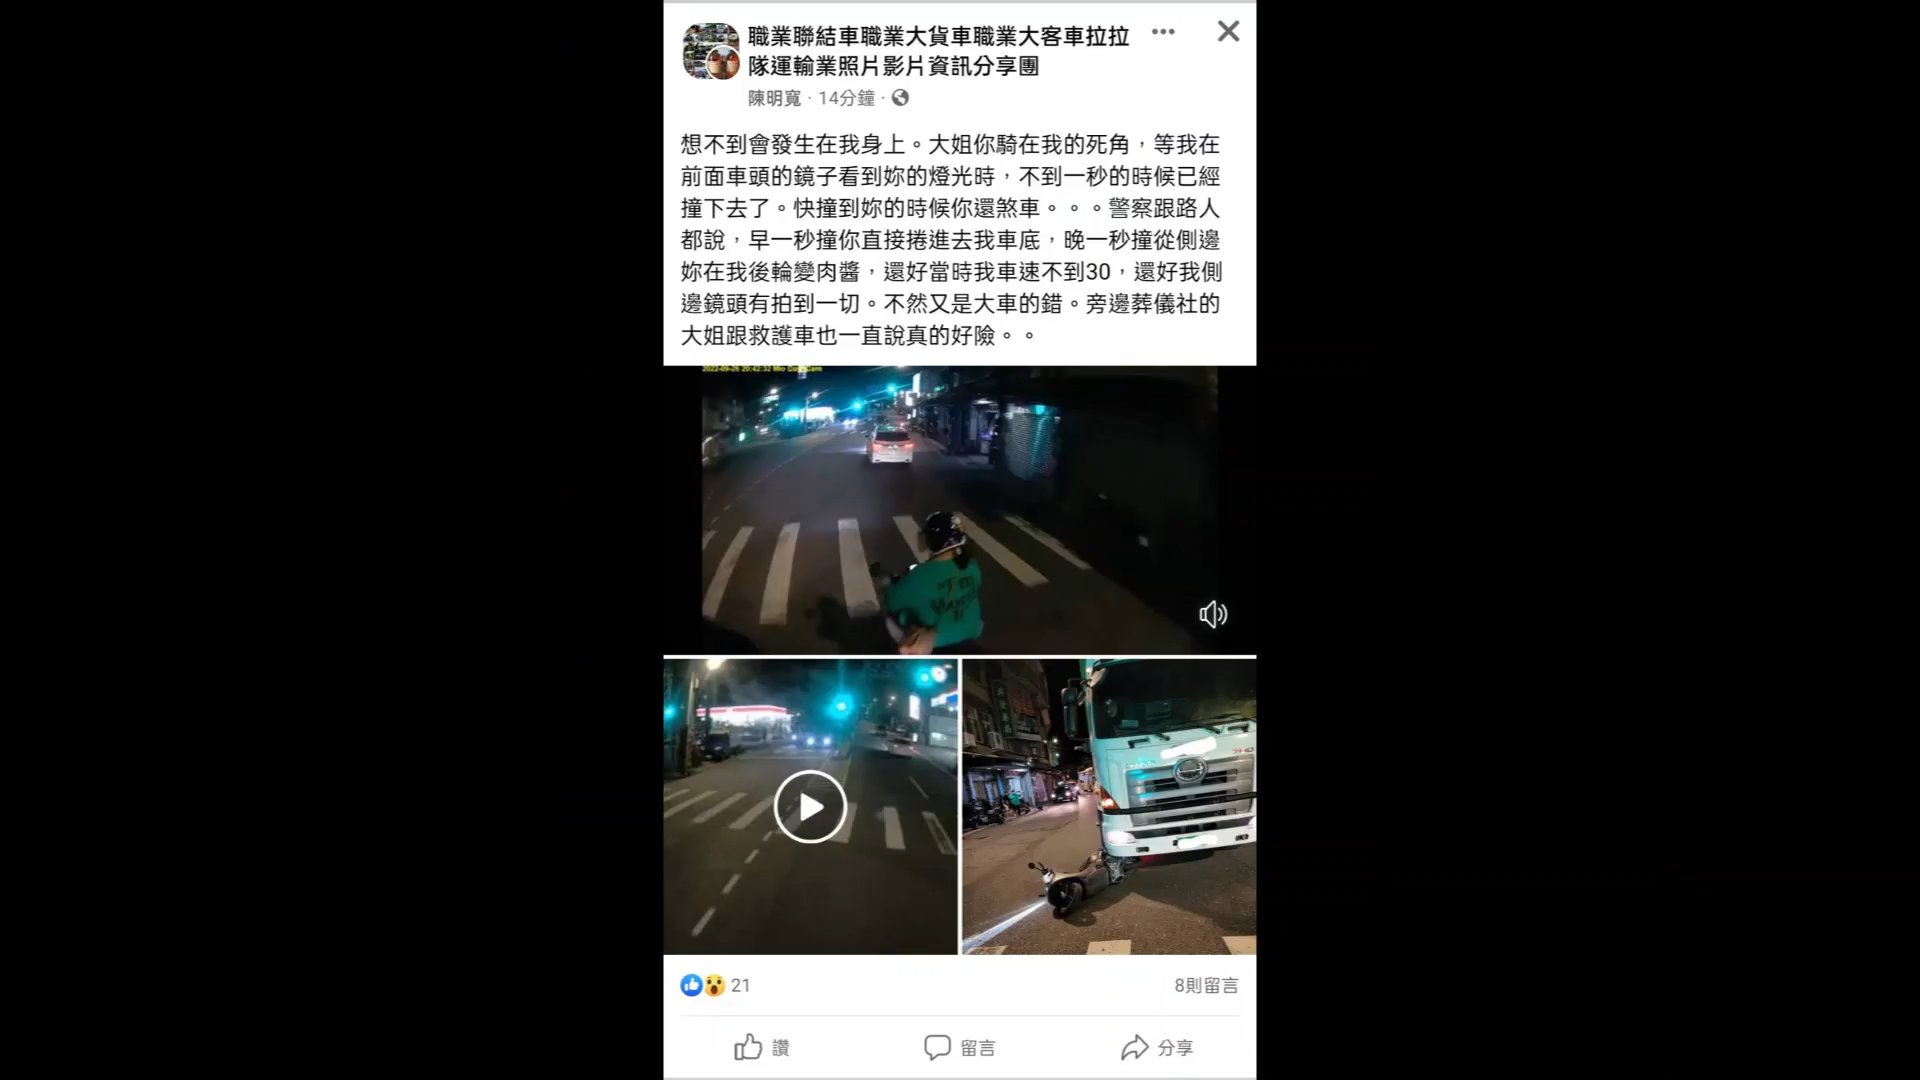 職業聯結車職業大貨車職業大客車拉拉
隊運輸業照片影片資訊分享團
陳明寬 · 14分鐘 ·
想不到會發生在我身上。大姐你騎在我的死角，等我在
前面車頭的鏡子看到妳的燈光時，不到一秒的時候已經
撞下去了。快撞到妳的時候你還煞車。。。警察跟路人
都說，早一秒撞你直接捲進去我車底，晚一秒撞從側邊
妳在我後輪變肉醬，還好當時我車速不到30，還好我側
邊鏡頭有拍到一切。不然又是大車的錯。旁邊葬儀社的
大姐跟救護車也一直說真的好險。。
2022-09-26 20:42:32 Mio DashCam
21
8則留言
讚
留言
分享